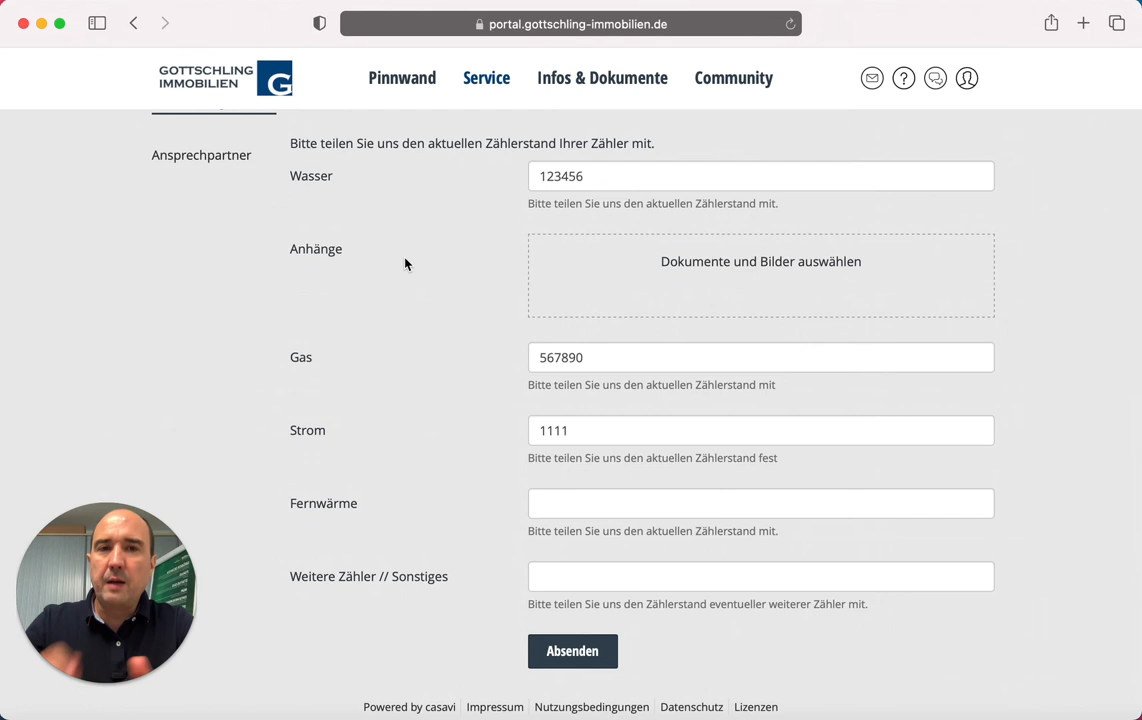 portal.gottschling-immobilien.de
GOTTSCHLING
IMMOBILIEN
G
Pinnwand Service Infos & Dokumente Community
?
Ansprechpartner
Bitte teilen Sie uns den aktuellen Zählerstand Ihrer Zähler mit.
Wasser 123456
Bitte teilen Sie uns den aktuellen Zählerstand mit.
Anhänge Dokumente und Bilder auswählen
Gas 567890
Bitte teilen Sie uns den aktuellen Zählerstand mit
Strom 1111
Bitte teilen Sie uns den aktuellen Zählerstand fest
Fernwärme
Bitte teilen Sie uns den aktuellen Zählerstand mit.
Weitere Zähler // Sonstiges
Bitte teilen Sie uns den Zählerstand eventueller weiterer Zähler mit.
Absenden
Powered by casavi Impressum Nutzungsbedingungen Datenschutz Lizenzen